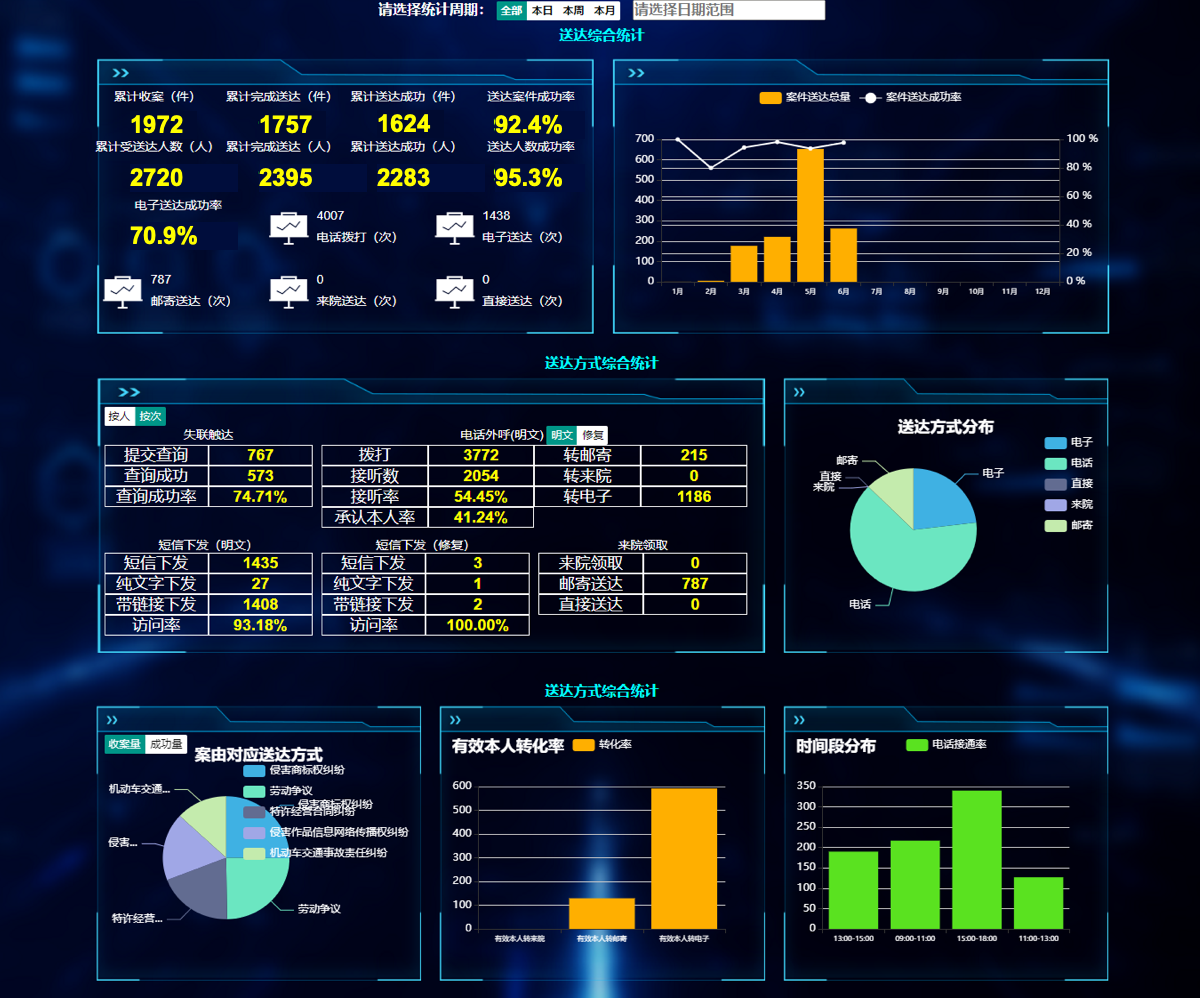 请选择统计周期： 全部 本日 本周 本月 请选择日期范围
送达综合统计
累计收案（件） 累计完成送达（件） 累计送达成功（件） 送达案件成功率
1972 1757 1624 92.4%
累计受送达人数（人） 累计完成送达（人） 累计送达成功（人） 送达人数成功率
2720 2395 2283 95.3%
电子送达成功率
70.9%
4007
电话拨打（次）
1438
电子送达（次）
787
邮寄送达（次）
0
来院送达（次）
0
直接送达（次）
案件送达总量 案件送达成功率
700 100 %
600 80 %
500
400 60 %
300 40 %
200 20 %
100
0 0 %
1月 2月 3月 4月 5月 6月 7月 8月 9月 10月 11月 12月
送达方式综合统计
按人 按次
失联触达
提交查询 767
查询成功 573
查询成功率 74.71%
电话外呼(明文) 明文 修复
拨打 3772 转邮寄 215
接听数 2054 转来院 0
接听率 54.45% 转电子 1186
承认本人率 41.24%
短信下发（明文）
短信下发 1435
纯文字下发 27
带链接下发 1408
访问率 93.18%
短信下发（修复）
短信下发 3
纯文字下发 1
带链接下发 2
访问率 100.00%
来院领取
来院领取 0
邮寄送达 787
直接送达 0
送达方式分布
电子
电话
直接
来院
邮寄
邮寄
直接
来院
电子
电话
送达方式综合统计
收案量 成功量
案由对应送达方式
侵害商标权纠纷
劳动争议
特许经营合同纠纷
侵害作品信息网络传播权纠纷
机动车交通事故责任纠纷
机动车交通...
侵害商标权纠纷
侵害...
特许经营...
劳动争议
有效本人转化率 转化率
600
500
400
300
200
100
0
有效本人转来院 有效本人转邮寄 有效本人转电子
时间段分布 电话接通率
350
300
250
200
150
100
50
0
13:00-15:00 09:00-11:00 15:00-18:00 11:00-13:00